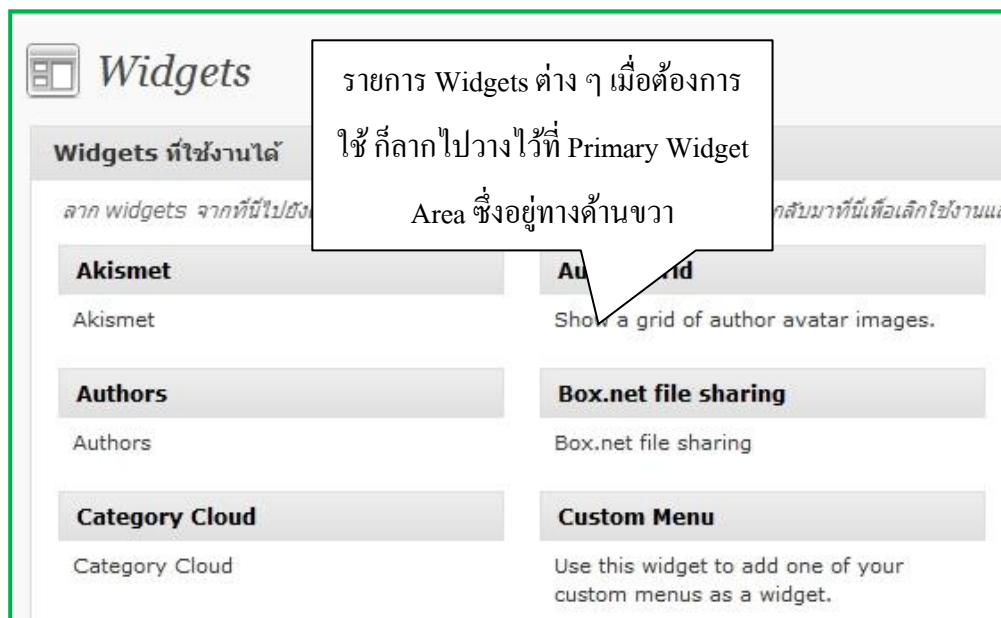 Widgets
รายการ Widgets ต่าง ๆ เมื่อต้องการ
ใช้ ก็ลากไปวางไว้ที่ Primary Widget
Area ซึ่งอยู่ทางด้านขวา
Widgets ที่ใช้งานได้
ลาก widgets จากที่นี่ไปยัง กลับมาที่นี่เพื่อเลิกใช้งาน
Akismet
Akismet
Show a grid of author avatar images.
Authors
Authors
Box.net file sharing
Box.net file sharing
Category Cloud
Category Cloud
Custom Menu
Use this widget to add one of your
custom menus as a widget.